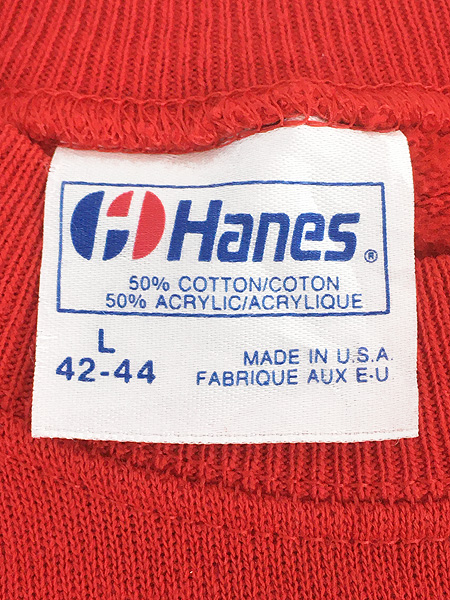 Hanes®
50% COTTON/COTON
50% ACRYLIC/ACRYLIQUE
L
42-44
MADE IN U.S.A.
FABRIQUE AUX E-U